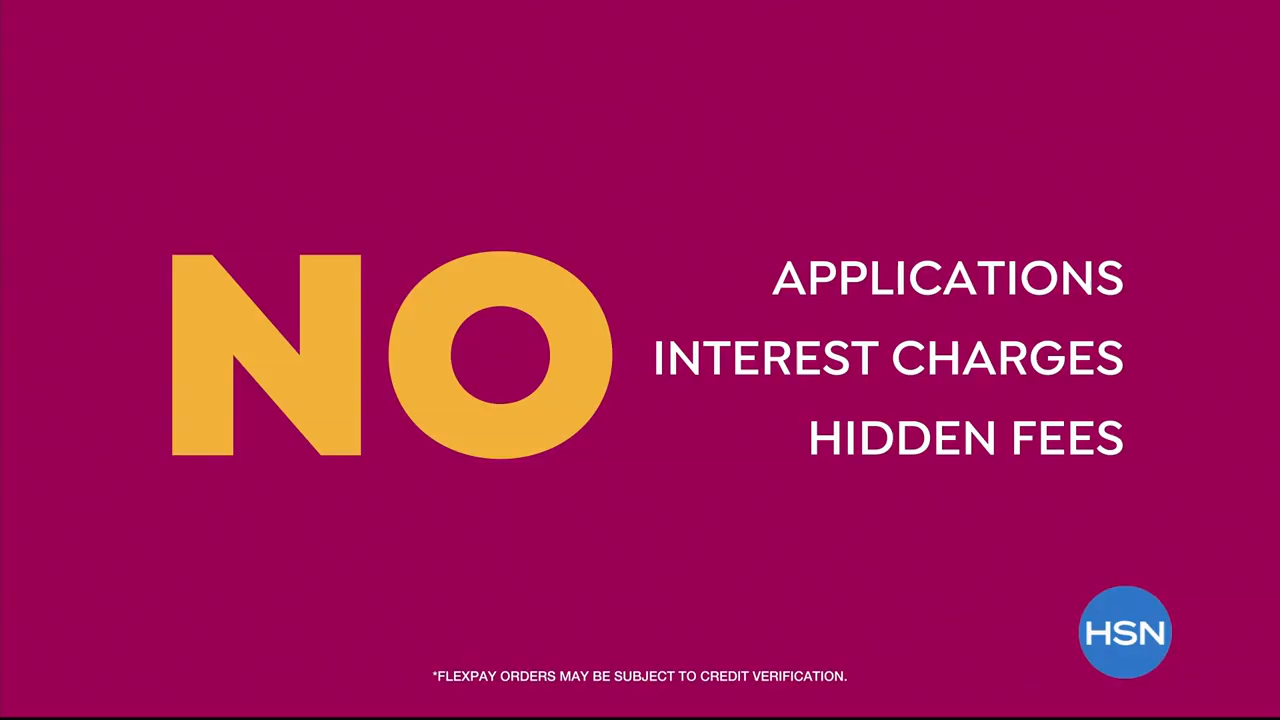 NO
APPLICATIONS
INTEREST CHARGES
HIDDEN FEES
HSN
*FLEXPAY ORDERS MAY BE SUBJECT TO CREDIT VERIFICATION.